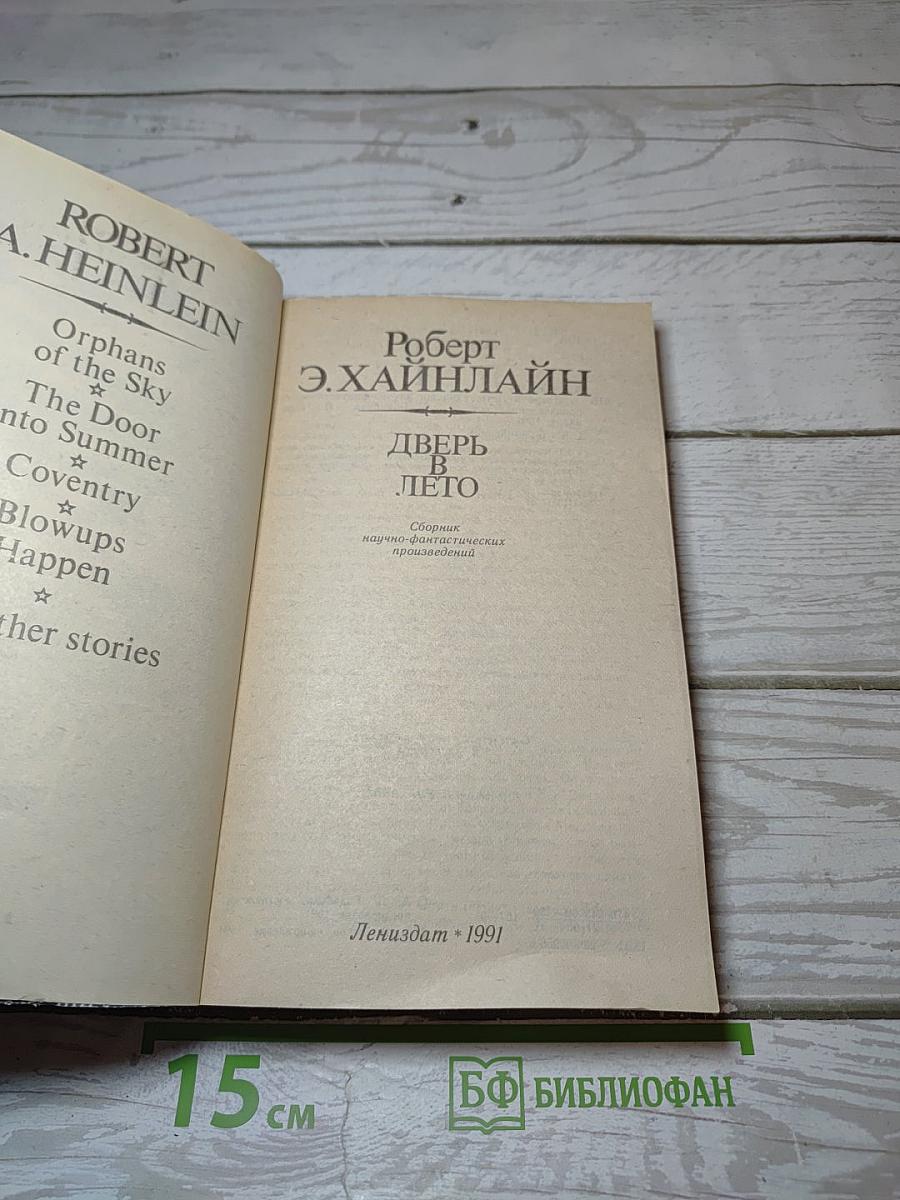 ROBERT
A. HEINLEIN
Orphans
of the Sky
☆
The Door
nto Summer
☆
Coventry
☆
Blowups
Happen
☆
ther stories
Роберт
Э. ХАЙНЛАЙН
ДВЕРЬ
В
ЛЕТО
Сборник
научно-фантастических
произведений
Лениздат * 1991
15 см
БФ БИБЛИОФАН